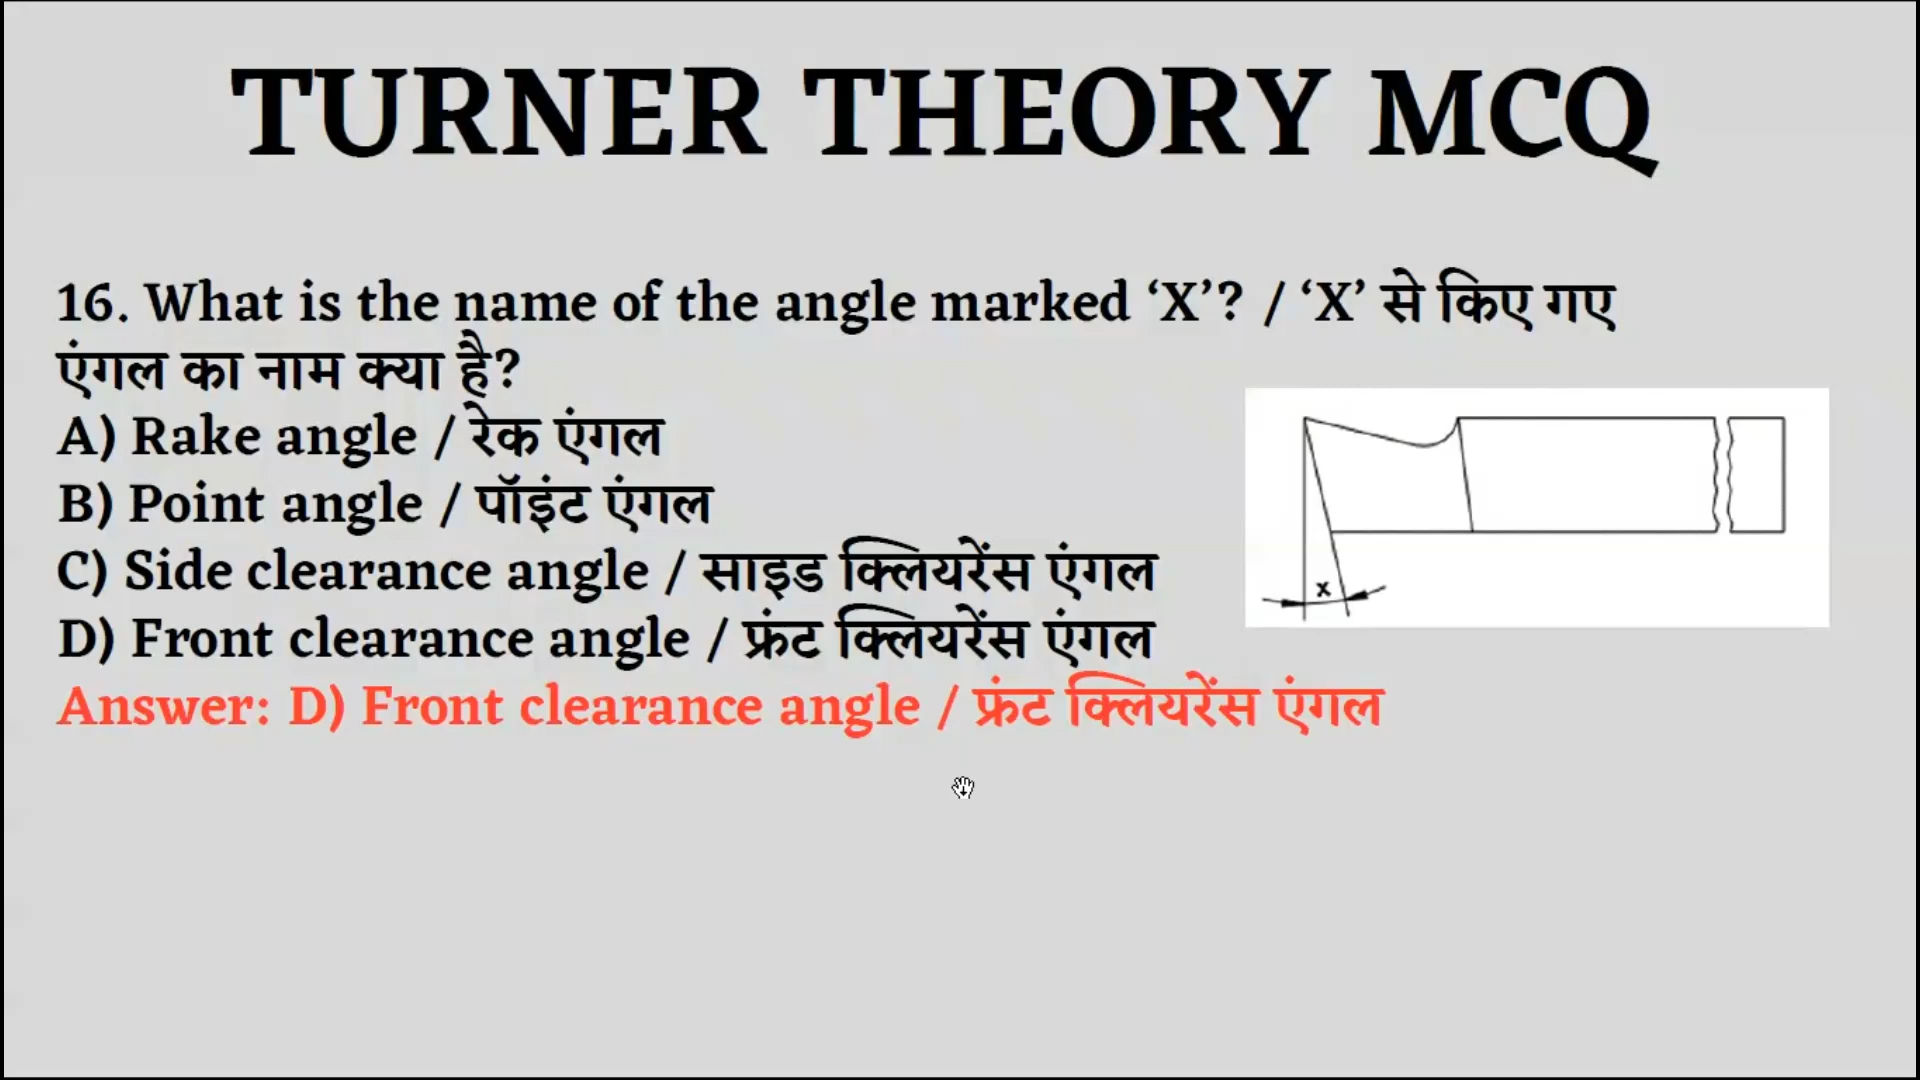 TURNER THEORY MCQ
16. What is the name of the angle marked ‘X’? / ‘X’ से किए गए
एंगल का नाम क्या है?
A) Rake angle / रेक एंगल
B) Point angle / पॉइंट एंगल
C) Side clearance angle / साइड क्लियरेंस एंगल
D) Front clearance angle / फ्रंट क्लियरेंस एंगल
Answer: D) Front clearance angle / फ्रंट क्लियरेंस एंगल
x